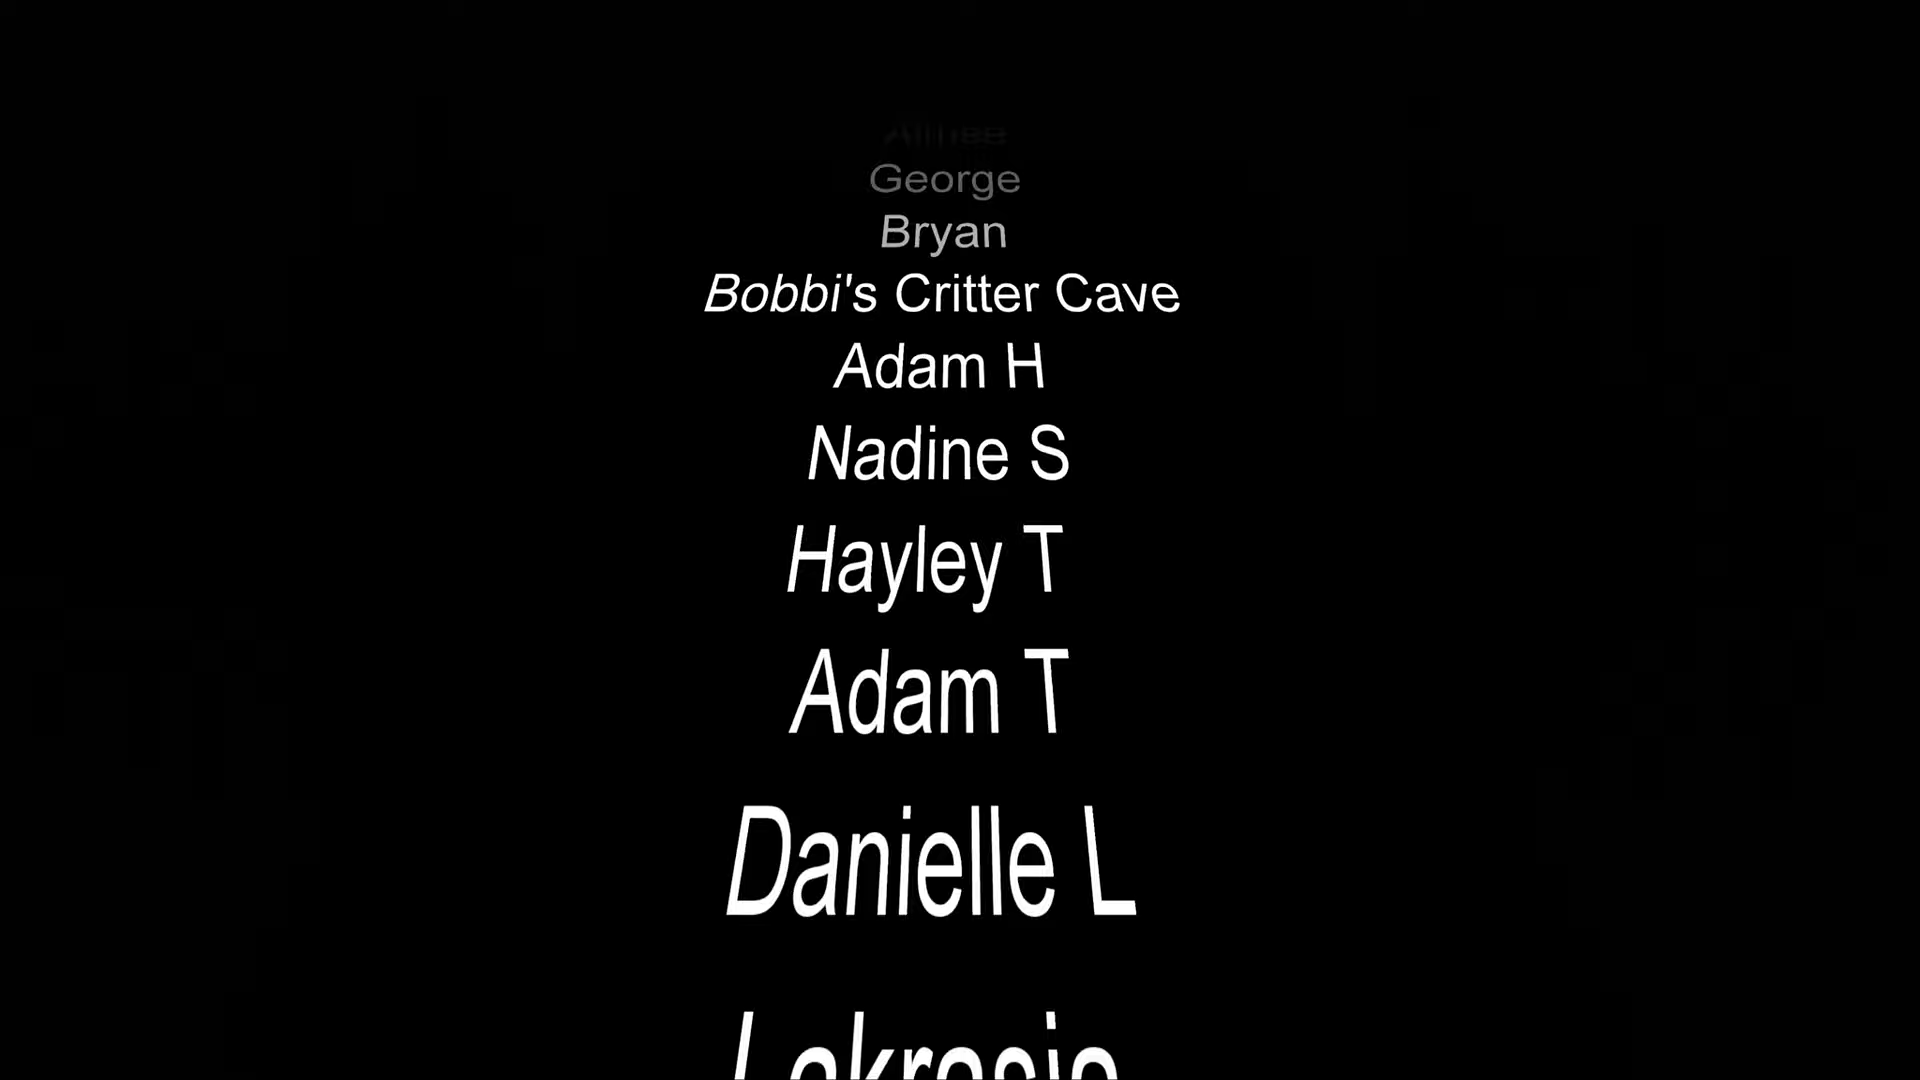 George
Bryan
Bobbi's Critter Cave
Adam H
Nadine S
Hayley T
Adam T
Danielle L